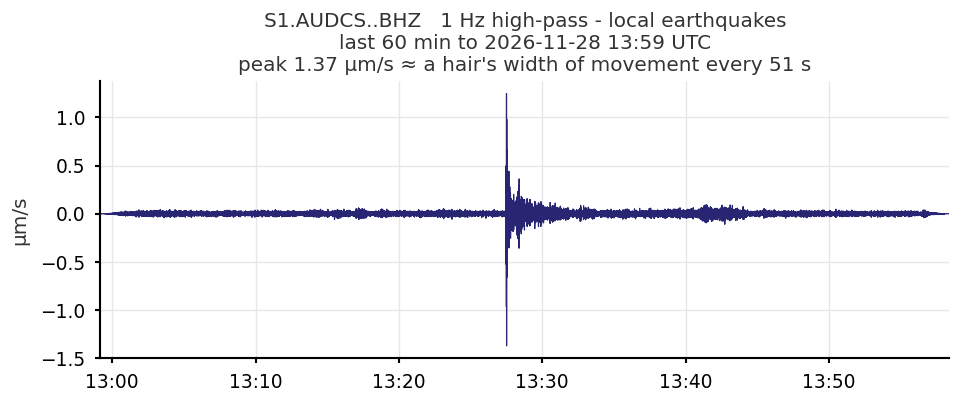 S1.AUDCS..BHZ   1 Hz high-pass - local earthquakes
last 60 min to 2026-11-28 13:59 UTC
peak 1.37 µm/s ≈ a hair's width of movement every 51 s
µm/s
1.0
0.5
0.0
−0.5
−1.0
−1.5
13:00 13:10 13:20 13:30 13:40 13:50